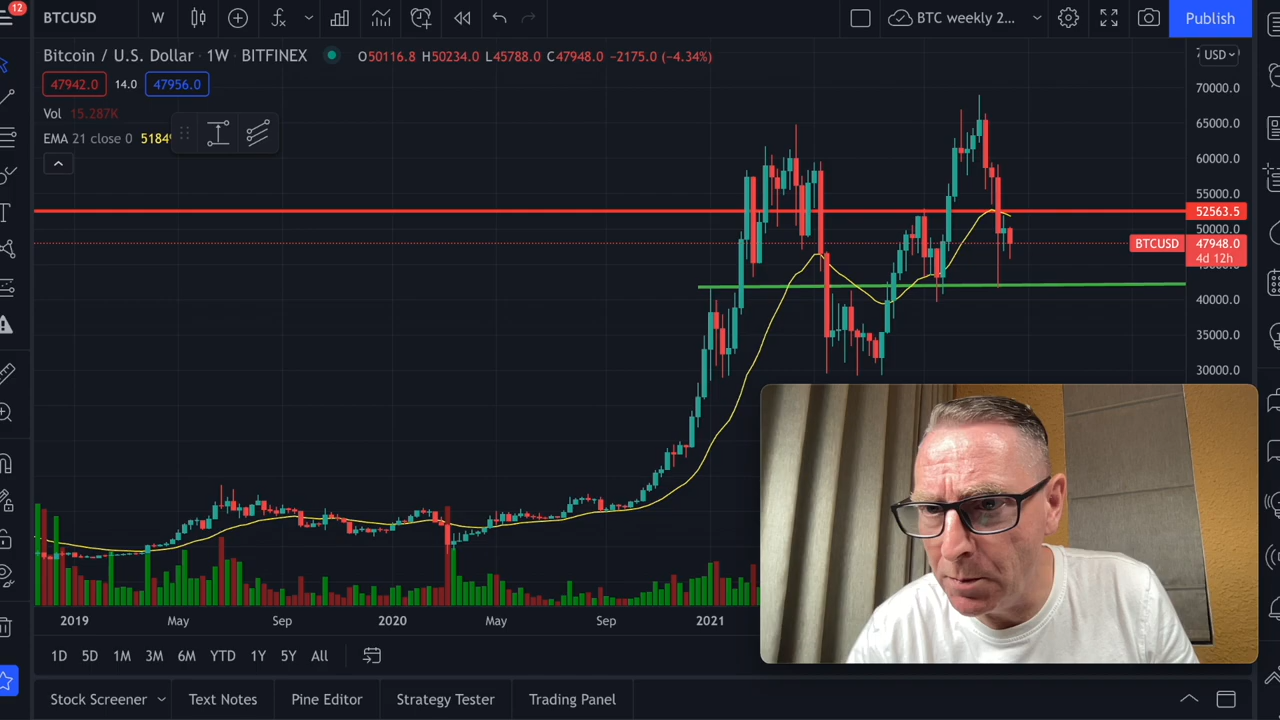 12
BTCUSD W BTC weekly 2... Publish
Bitcoin / U.S. Dollar · 1W · BITFINEX O50116.8 H50234.0 L45788.0 C47948.0 −2175.0 (−4.34%) USD
47942.0 14.0 47956.0
Vol 15.287K
EMA 21 close 0 5184
70000.0
65000.0
60000.0
55000.0
52563.5
50000.0
BTCUSD 47948.0
4d 12h
40000.0
35000.0
30000.0
2019 May Sep 2020 May Sep 2021
1D 5D 1M 3M 6M YTD 1Y 5Y All
Stock Screener Text Notes Pine Editor Strategy Tester Trading Panel